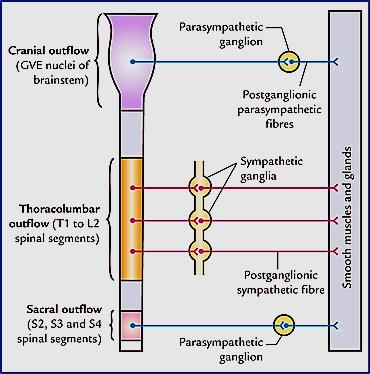 Cranial outflow
(GVE nuclei of
brainstem)
Parasympathetic
ganglion
Postganglionic
parasympathetic
fibres
Thoracolumbar
outflow (T1 to L2
spinal segments)
Sympathetic
ganglia
Postganglionic
sympathetic fibre
Sacral outflow
(S2, S3 and S4
spinal segments)
Parasympathetic
ganglion
Smooth muscles and glands